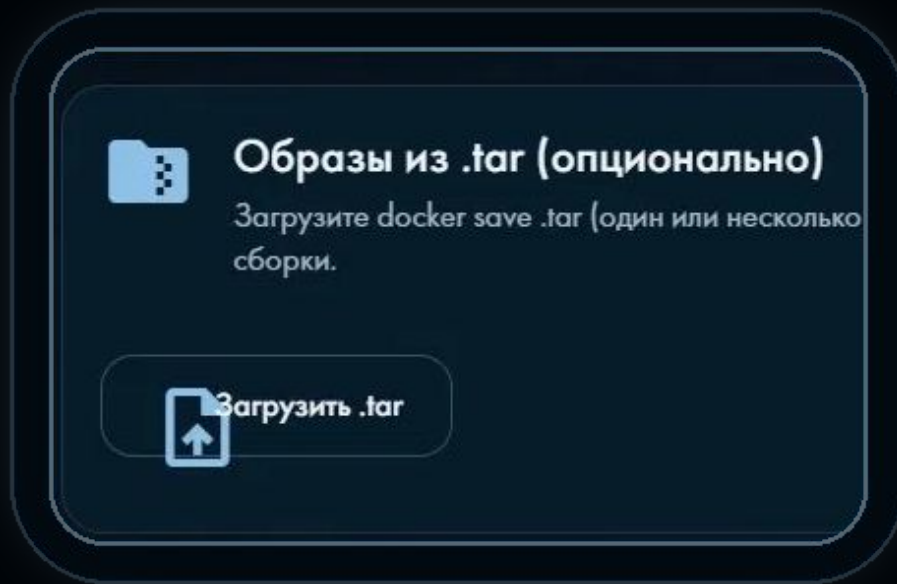 Образы из .tar (опционально)
Загрузите docker save .tar (один или несколько
сборки.
Загрузить .tar